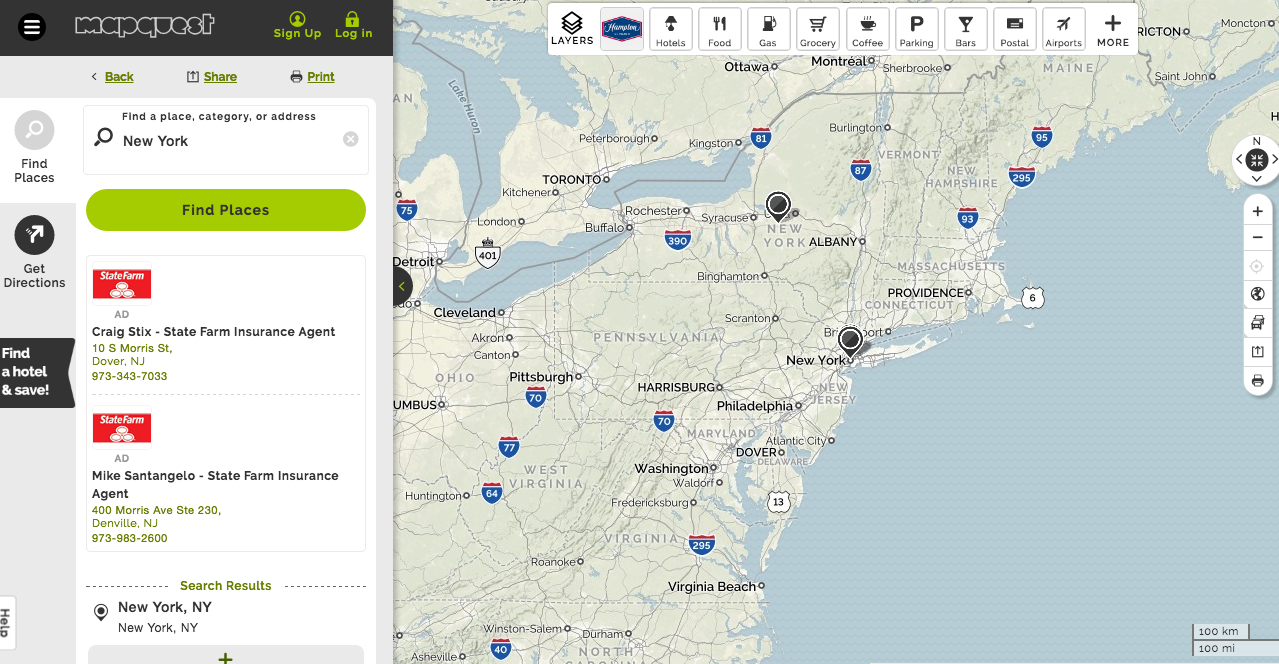 mapquest
Sign Up
Log in
Back
Share
Print
Find Places
Find a place, category, or address
New York
Find Places
Get Directions
Find
a hotel
& save!
State Farm
AD
Craig Stix - State Farm Insurance Agent
10 S Morris St,
Dover, NJ
973-343-7033
State Farm
AD
Mike Santangelo - State Farm Insurance
Agent
400 Morris Ave Ste 230,
Denville, NJ
973-983-2600
Search Results
New York, NY
New York, NY
Help
LAYERS
Hampton
Hotels
Food
Gas
Grocery
Coffee
Parking
Bars
Postal
Airports
MORE
RICTON
Moncton
Ottawa
Montréal
Sherbrooke
MAINE
Saint John
AN
Lake Huron
Peterborough
Kingston
81
Burlington
95
VERMONT
87
NEW
HAMPSHIRE
295
TORONTO
Kitchener
75
London
Rochester
Buffalo
Syracuse
390
NEW
YORK
ALBANY
93
401
Detroit
Binghamton
MASSACHUSETTS
PROVIDENCE
CONNECTICUT
6
do
Cleveland
Scranton
Br
port
Akron
Canton
PENNSYLVANIA
New York
OHIO
Pittsburgh
HARRISBURG
NEW
JERSEY
70
UMBUS
Philadelphia
70
MARYLAND
Atlantic City
77
DOVER
DELAWARE
WEST
VIRGINIA
Washington
Waldorf
64
Huntington
Fredericksburg
13
VIRGINIA
295
Roanoke
Virginia Beach
Winston-Salem
Durham
40
Asheville
NORTH
CAROLINA
N
H
100 km
100 mi